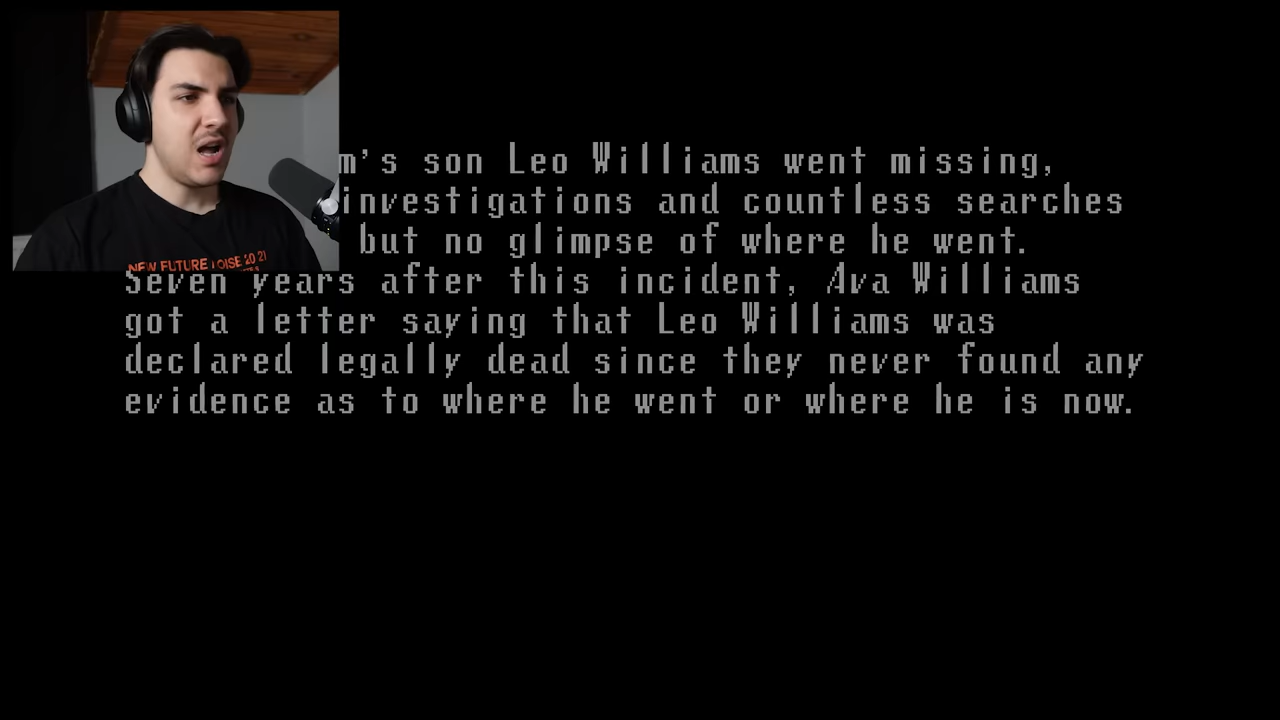 NEW FUTURE
20 21
m's son Leo Williams went missing,
investigations and countless searches
but no glimpse of where he went.
Seven years after this incident, Ava Williams
got a letter saying that Leo Williams was
declared legally dead since they never found any
evidence as to where he went or where he is now.